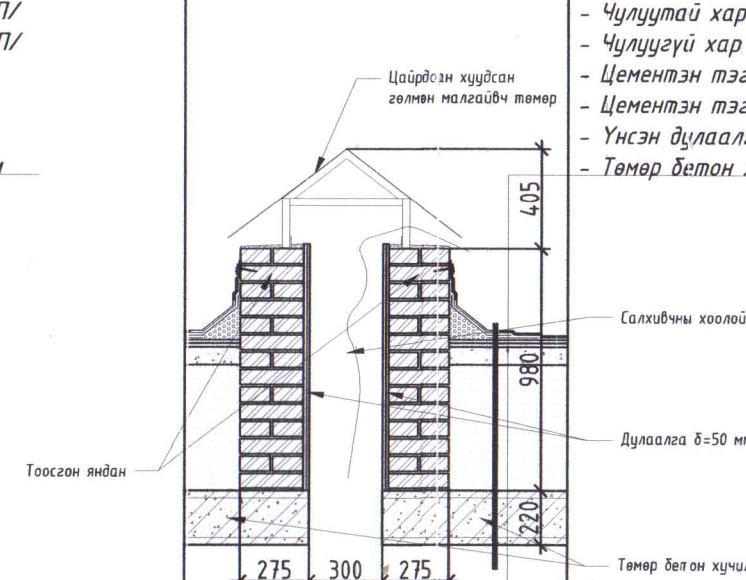 П/
П/
- Чулуутай хар
- Чулуугүй хар
- Цементэн тэг
- Цементэн тэг
- Үнсэн дулаалг
- Төмөр бетон
Цайрдсан хуудсан
гөлмөн малгайвч төмөр
405
Салхивчны хоолой
980
Дулаалга δ=50 мм
Тоосгон яндан
220
Төмөр бетон хучил
275 300 275